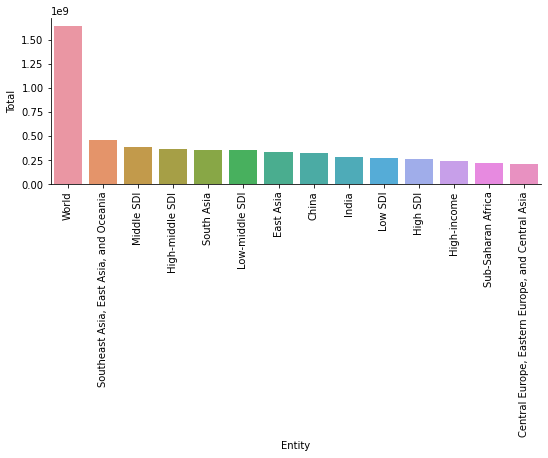 1e9
1.50
1.25
1.00
0.75
0.50
0.25
0.00
Total
World
Southeast Asia, East Asia, and Oceania
Middle SDI
High-middle SDI
South Asia
Low-middle SDI
East Asia
China
India
Low SDI
High SDI
High-income
Sub-Saharan Africa
Central Europe, Eastern Europe, and Central Asia
Entity